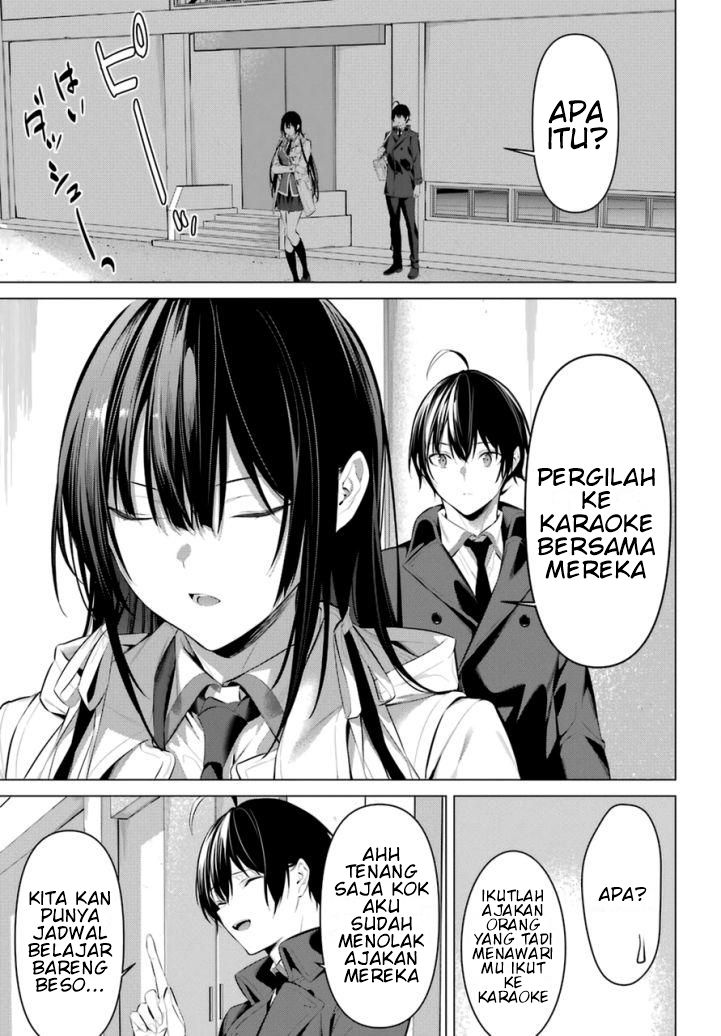 ピーーッ
はい
ダッシュー
APA
ITU?
PERGILAH
KE
KARAOKE
BERSAMA
MEREKA
APA?
IKUTLAH
AJAKAN
ORANG
YANG TADI
MENAWARI
MU IKUT
KE
KARAOKE
AHH
TENANG
SAJA KOK
AKU
SUDAH
MENOLAK
AJAKAN
MEREKA
KITA KAN
PUNYA
JADWAL
BELAJAR
BARENG
BESO...